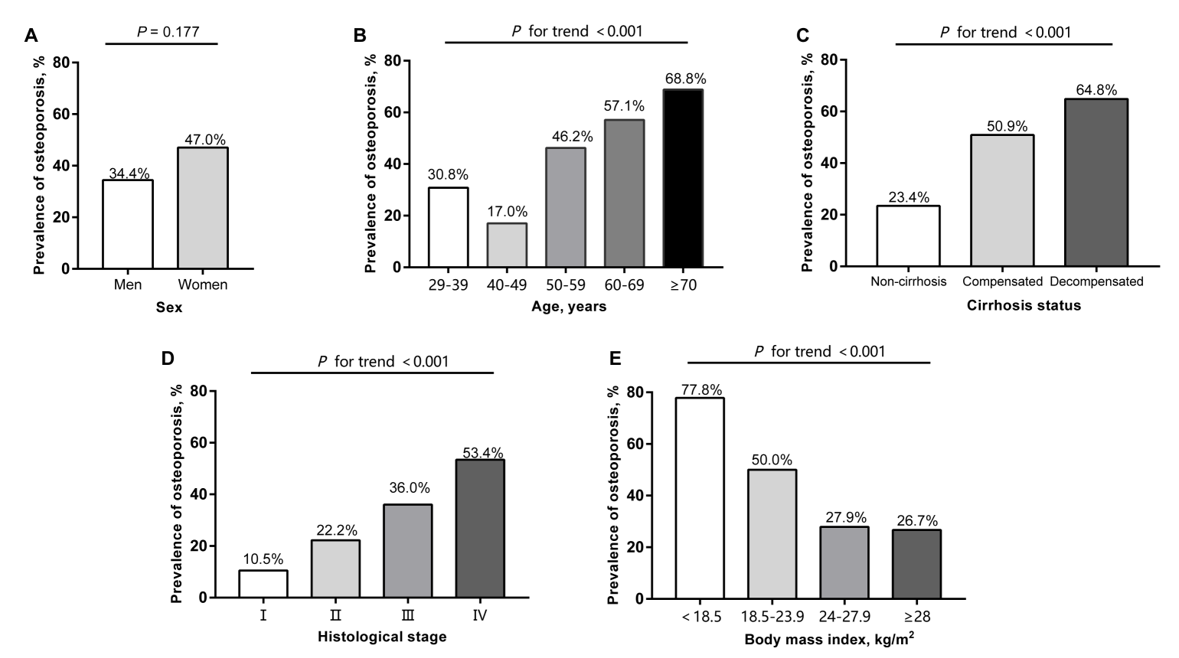 A
P = 0.177
Prevalence of osteoporosis, %
80
60
40
20
0
34.4%
47.0%
Men
Women
Sex
B
P for trend <0.001
Prevalence of osteoporosis, %
80
60
40
20
0
30.8%
17.0%
46.2%
57.1%
68.8%
29-39
40-49
50-59
60-69
≥70
Age, years
C
P for trend <0.001
Prevalence of osteoporosis, %
80
60
40
20
0
23.4%
50.9%
64.8%
Non-cirrhosis
Compensated
Decompensated
Cirrhosis status
D
P for trend <0.001
Prevalence of osteoporosis, %
80
60
40
20
0
10.5%
22.2%
36.0%
53.4%
Ⅰ
Ⅱ
Ⅲ
Ⅳ
Histological stage
E
P for trend <0.001
Prevalence of osteoporosis, %
80
60
40
20
0
77.8%
50.0%
27.9%
26.7%
< 18.5
18.5-23.9
24-27.9
≥28
Body mass index, kg/m²